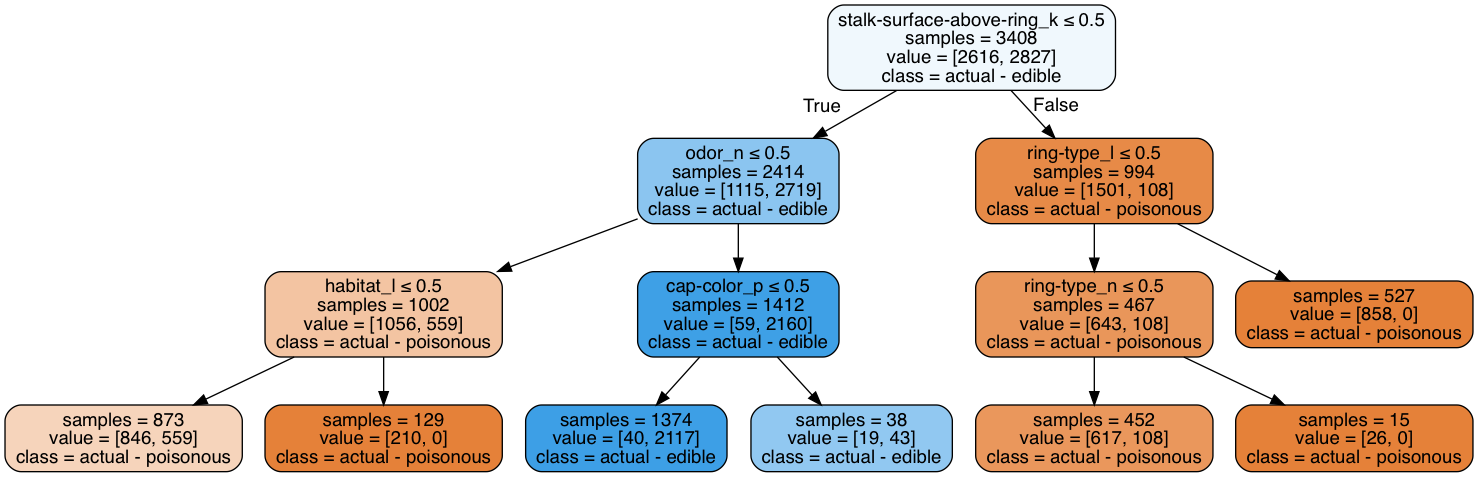 stalk-surface-above-ring_k ≤ 0.5
samples = 3408
value = [2616, 2827]
class = actual - edible
True
False
odor_n ≤ 0.5
samples = 2414
value = [1115, 2719]
class = actual - edible
ring-type_l ≤ 0.5
samples = 994
value = [1501, 108]
class = actual - poisonous
habitat_l ≤ 0.5
samples = 1002
value = [1056, 559]
class = actual - poisonous
cap-color_p ≤ 0.5
samples = 1412
value = [59, 2160]
class = actual - edible
ring-type_n ≤ 0.5
samples = 467
value = [643, 108]
class = actual - poisonous
samples = 527
value = [858, 0]
class = actual - poisonous
samples = 873
value = [846, 559]
class = actual - poisonous
samples = 129
value = [210, 0]
class = actual - poisonous
samples = 1374
value = [40, 2117]
class = actual - edible
samples = 38
value = [19, 43]
class = actual - edible
samples = 452
value = [617, 108]
class = actual - poisonous
samples = 15
value = [26, 0]
class = actual - poisonous